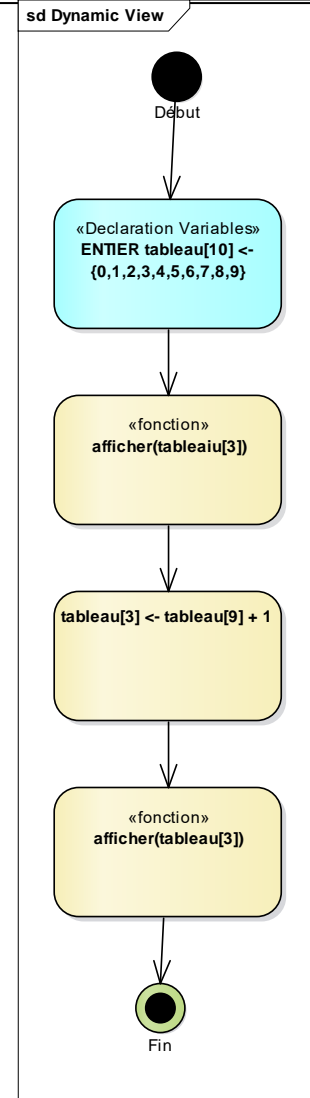 sd Dynamic View
Début
«Declaration Variables»
ENTIER tableau[10] <-
{0,1,2,3,4,5,6,7,8,9}
«fonction»
afficher(tableaiu[3])
tableau[3] <- tableau[9] + 1
«fonction»
afficher(tableau[3])
Fin